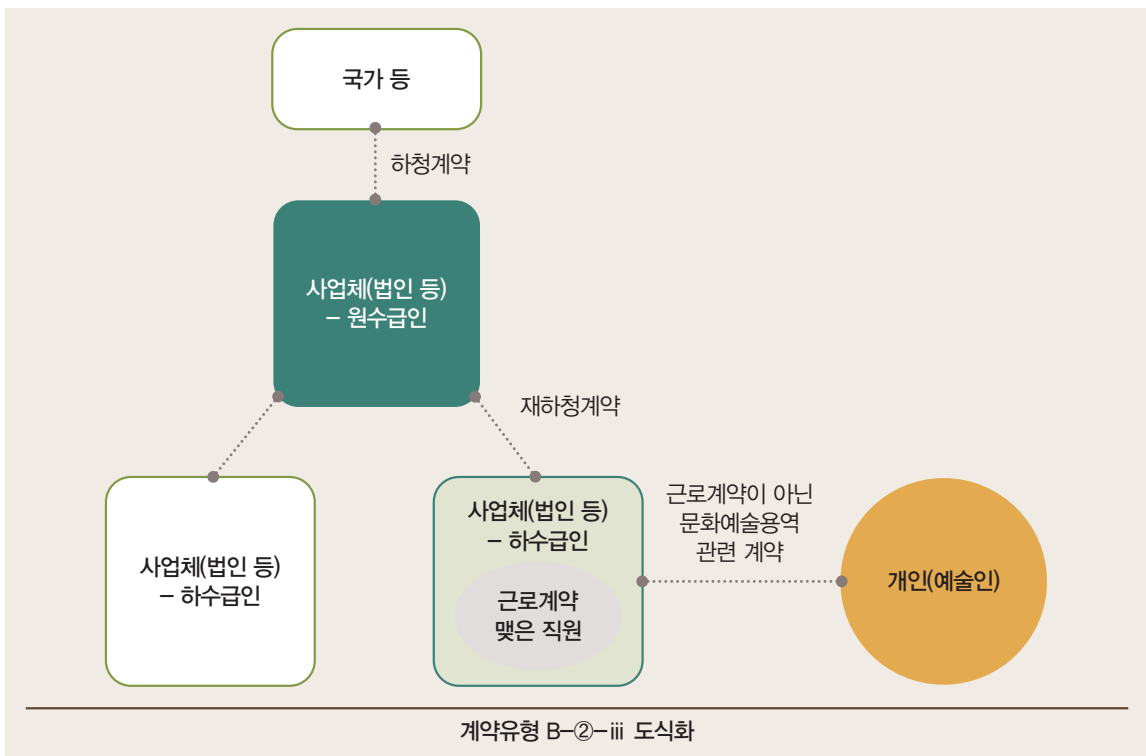 국가 등
하청계약
사업체(법인 등)
– 원수급인
재하청계약
사업체(법인 등)
– 하수급인
사업체(법인 등)
– 하수급인
근로계약
맺은 직원
근로계약이 아닌
문화예술용역
관련 계약
개인(예술인)
계약유형 B–②–ⅲ 도식화